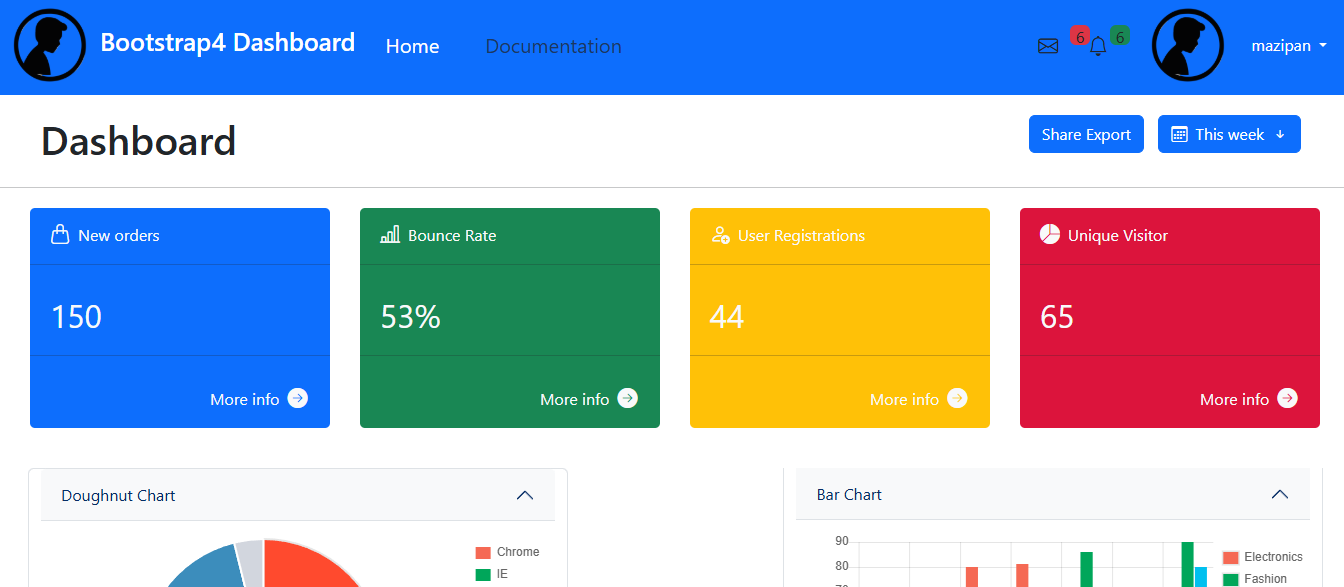 Bootstrap4 Dashboard Home Documentation 6 6 mazipan
Dashboard Share Export This week
New orders Bounce Rate User Registrations Unique Visitor
150 53% 44 65
More info More info More info More info
Doughnut Chart Bar Chart
90
Chrome Electronics
80
IE Fashion